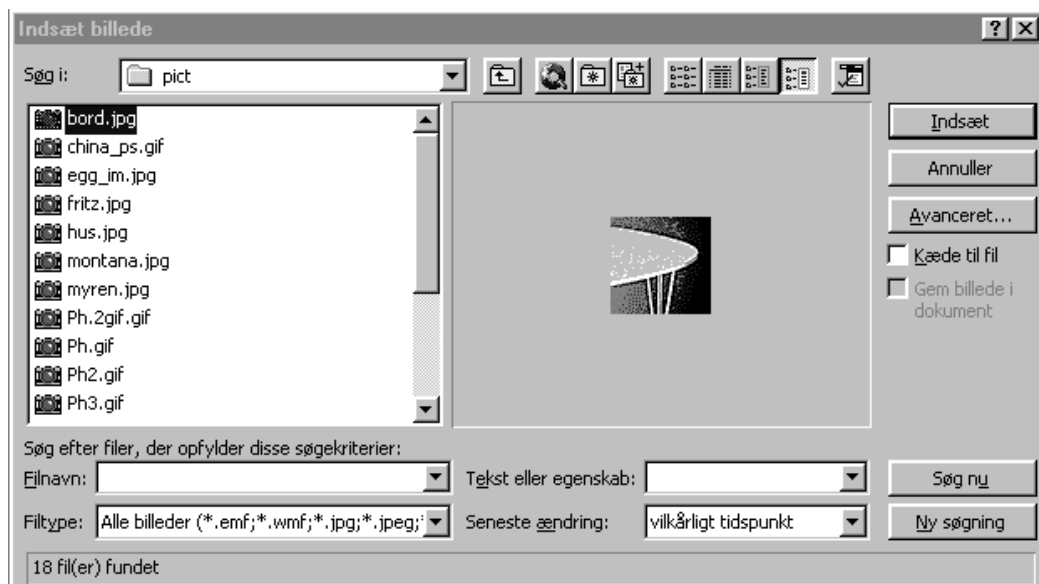 Indsæt billede
Søg i: pict
bord.jpg
china_ps.gif
egg_im.jpg
fritz.jpg
hus.jpg
montana.jpg
myren.jpg
Ph.2gif.gif
Ph.gif
Ph2.gif
Ph3.gif
Indsæt
Annuller
Avanceret...
Kæde til fil
Gem billede i
dokument
Søg efter filer, der opfylder disse søgekriterier:
Filnavn: Tekst eller egenskab: Søg nu
Filtype: Alle billeder (*.emf;*.wmf;*.jpg;*.jpeg;* Seneste ændring: vilkårligt tidspunkt Ny søgning
18 fil(er) fundet